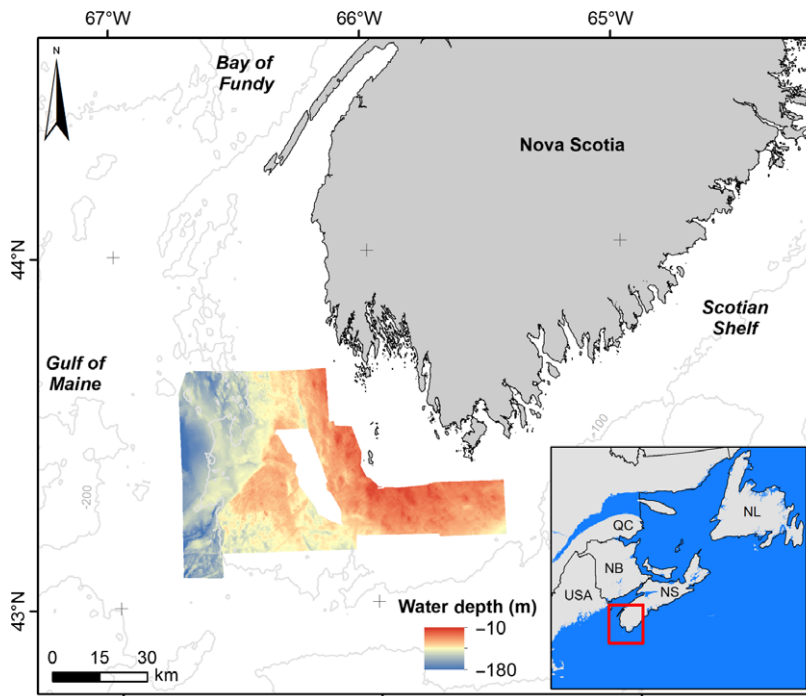 67°W
66°W
65°W
N
Bay of
Fundy
Nova Scotia
44°N
Scotian
Shelf
Gulf of
Maine
-100
-200
QC
NL
NB
USA
NS
43°N
Water depth (m)
−10
−180
0 15 30
km